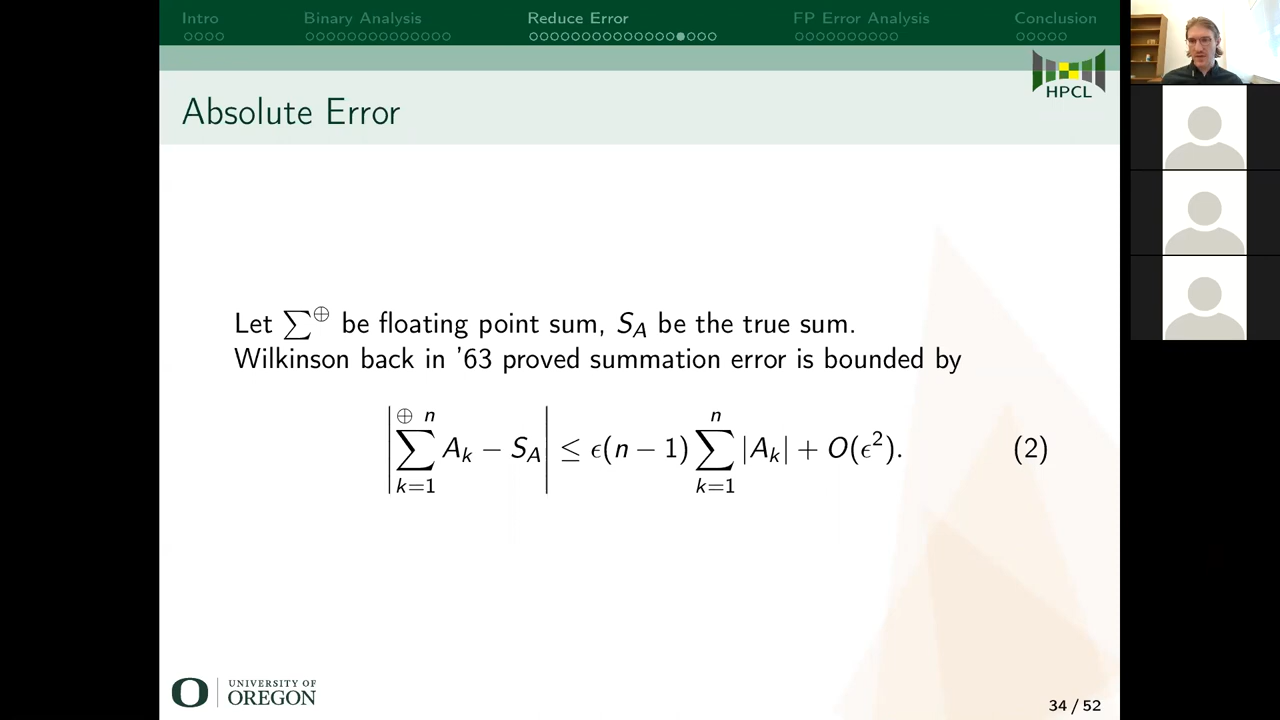 Intro Binary Analysis Reduce Error FP Error Analysis Conclusion
HPCL
Absolute Error
Let ∑⊕ be floating point sum, S_A be the true sum.
Wilkinson back in '63 proved summation error is bounded by
|∑⊕_{k=1}^{n} A_k − S_A| ≤ ϵ(n − 1) ∑_{k=1}^{n} |A_k| + O(ϵ²). (2)
UNIVERSITY OF
OREGON
34 / 52